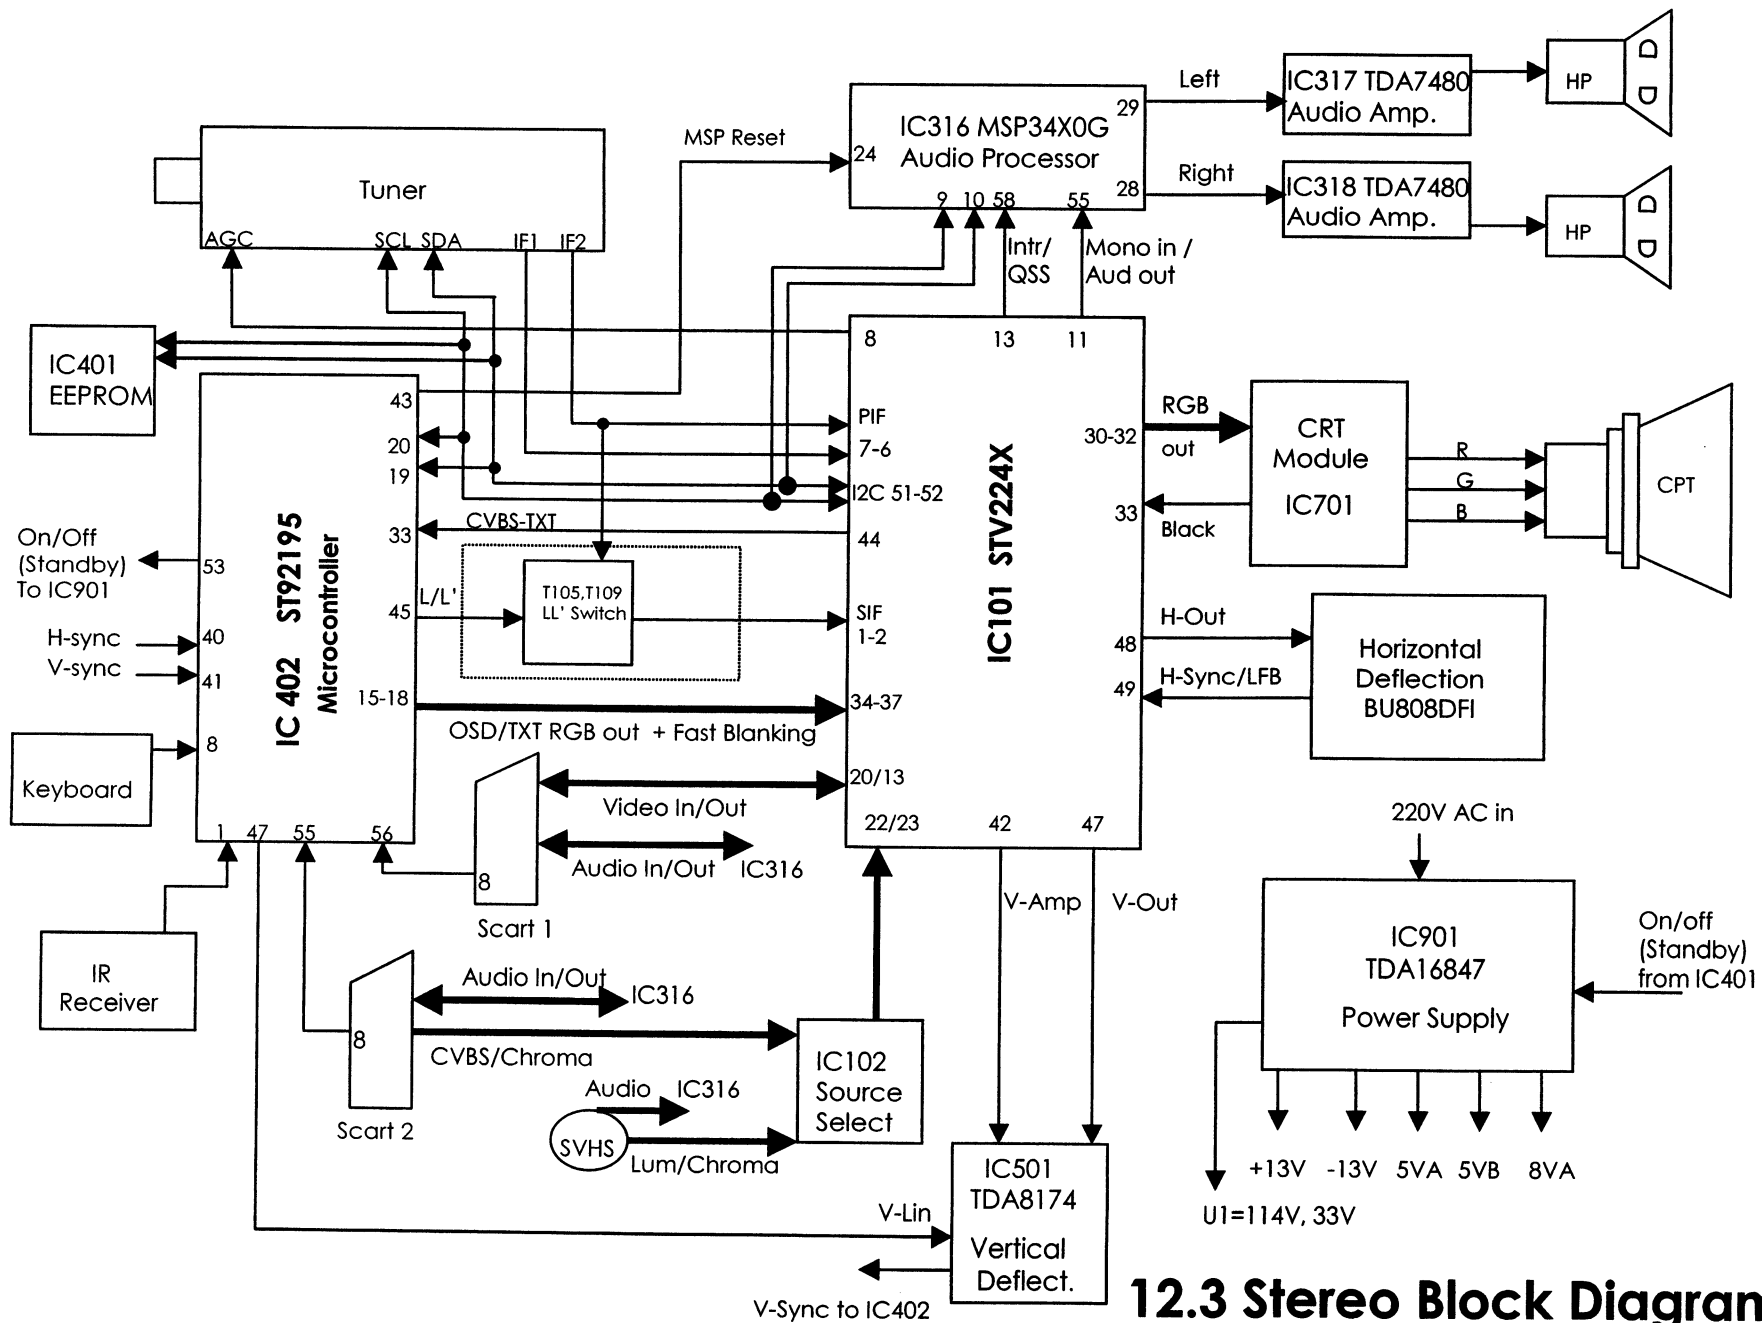 Left
IC317 TDA7480
Audio Amp.
HP
IC316 MSP34X0G
Audio Processor
29
24
28
9 10 58 55
MSP Reset
Right
IC318 TDA7480
Audio Amp.
HP
Tuner
AGC SCL SDA IF1 IF2
Intr/
QSS
Mono in /
Aud out
IC401
EEPROM
8 13 11
43
20
19
33
45
15-18
PIF
7-6
I2C 51-52
44
SIF
1-2
34-37
20/13
22/23 42 47
IC101 STV224X
30-32
33
48
49
RGB
out
Black
CRT
Module
IC701
R
G
B
CPT
CVBS-TXT
On/Off
(Standby)
To IC901
53
H-sync
40
V-sync
41
IC 402 ST92195
Microcontroller
L/L'
T105,T109
LL' Switch
H-Out
H-Sync/LFB
Horizontal
Deflection
BU808DFI
OSD/TXT RGB out + Fast Blanking
Keyboard
8
1 47 55 56
Video In/Out
Audio In/Out IC316
8
Scart 1
220V AC in
V-Amp V-Out
IC901
TDA16847
Power Supply
On/off
(Standby)
from IC401
IR
Receiver
Audio In/Out
IC316
8
CVBS/Chroma
Scart 2
IC102
Source
Select
Audio IC316
SVHS
Lum/Chroma
IC501
TDA8174
Vertical
Deflect.
+13V -13V 5VA 5VB 8VA
U1=114V, 33V
V-Lin
V-Sync to IC402
12.3 Stereo Block Diagran